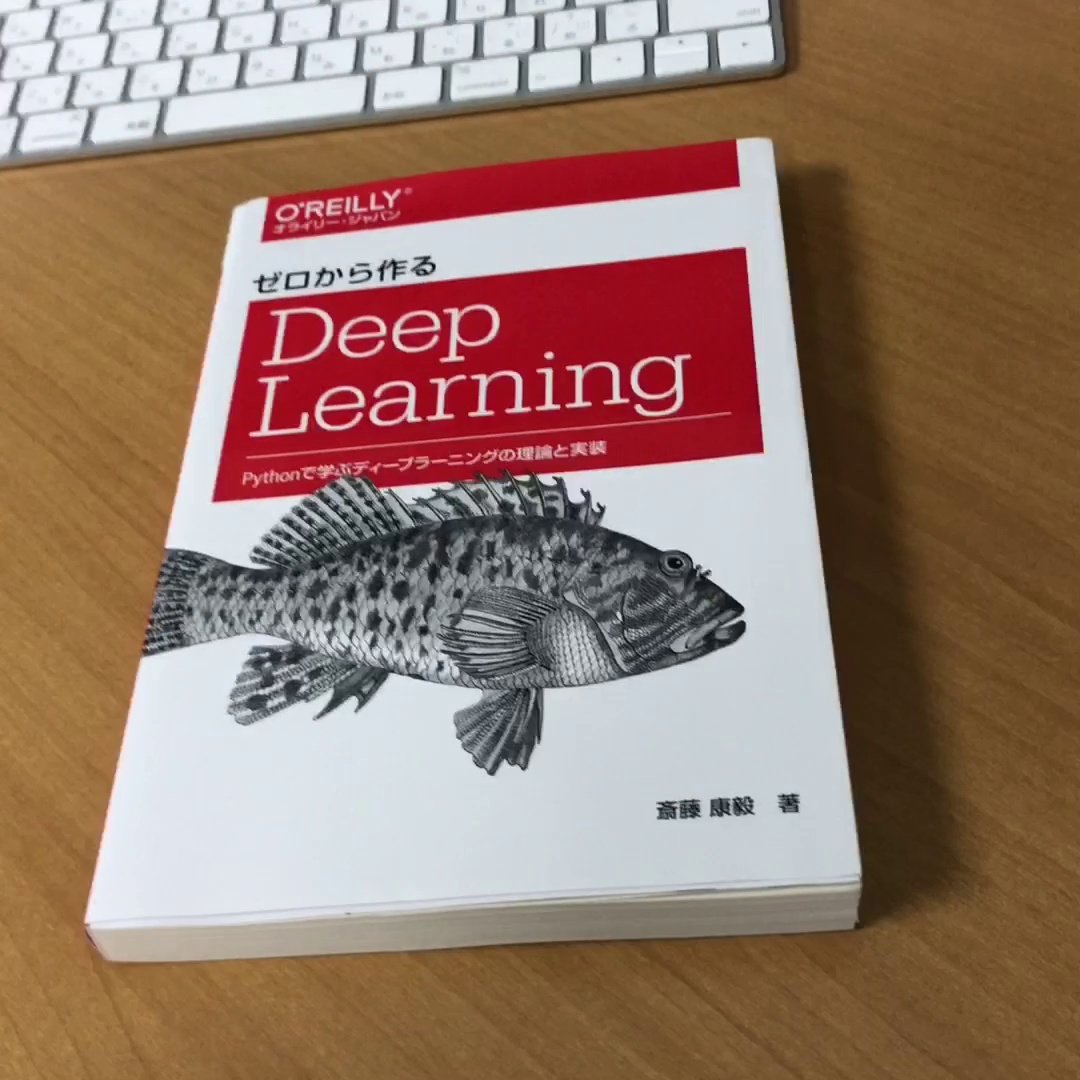 O'REILLY®
オライリー・ジャパン
ゼロから作る
Deep
Learning
Pythonで学ぶディープラーニングの理論と実装
斎藤 康毅 著